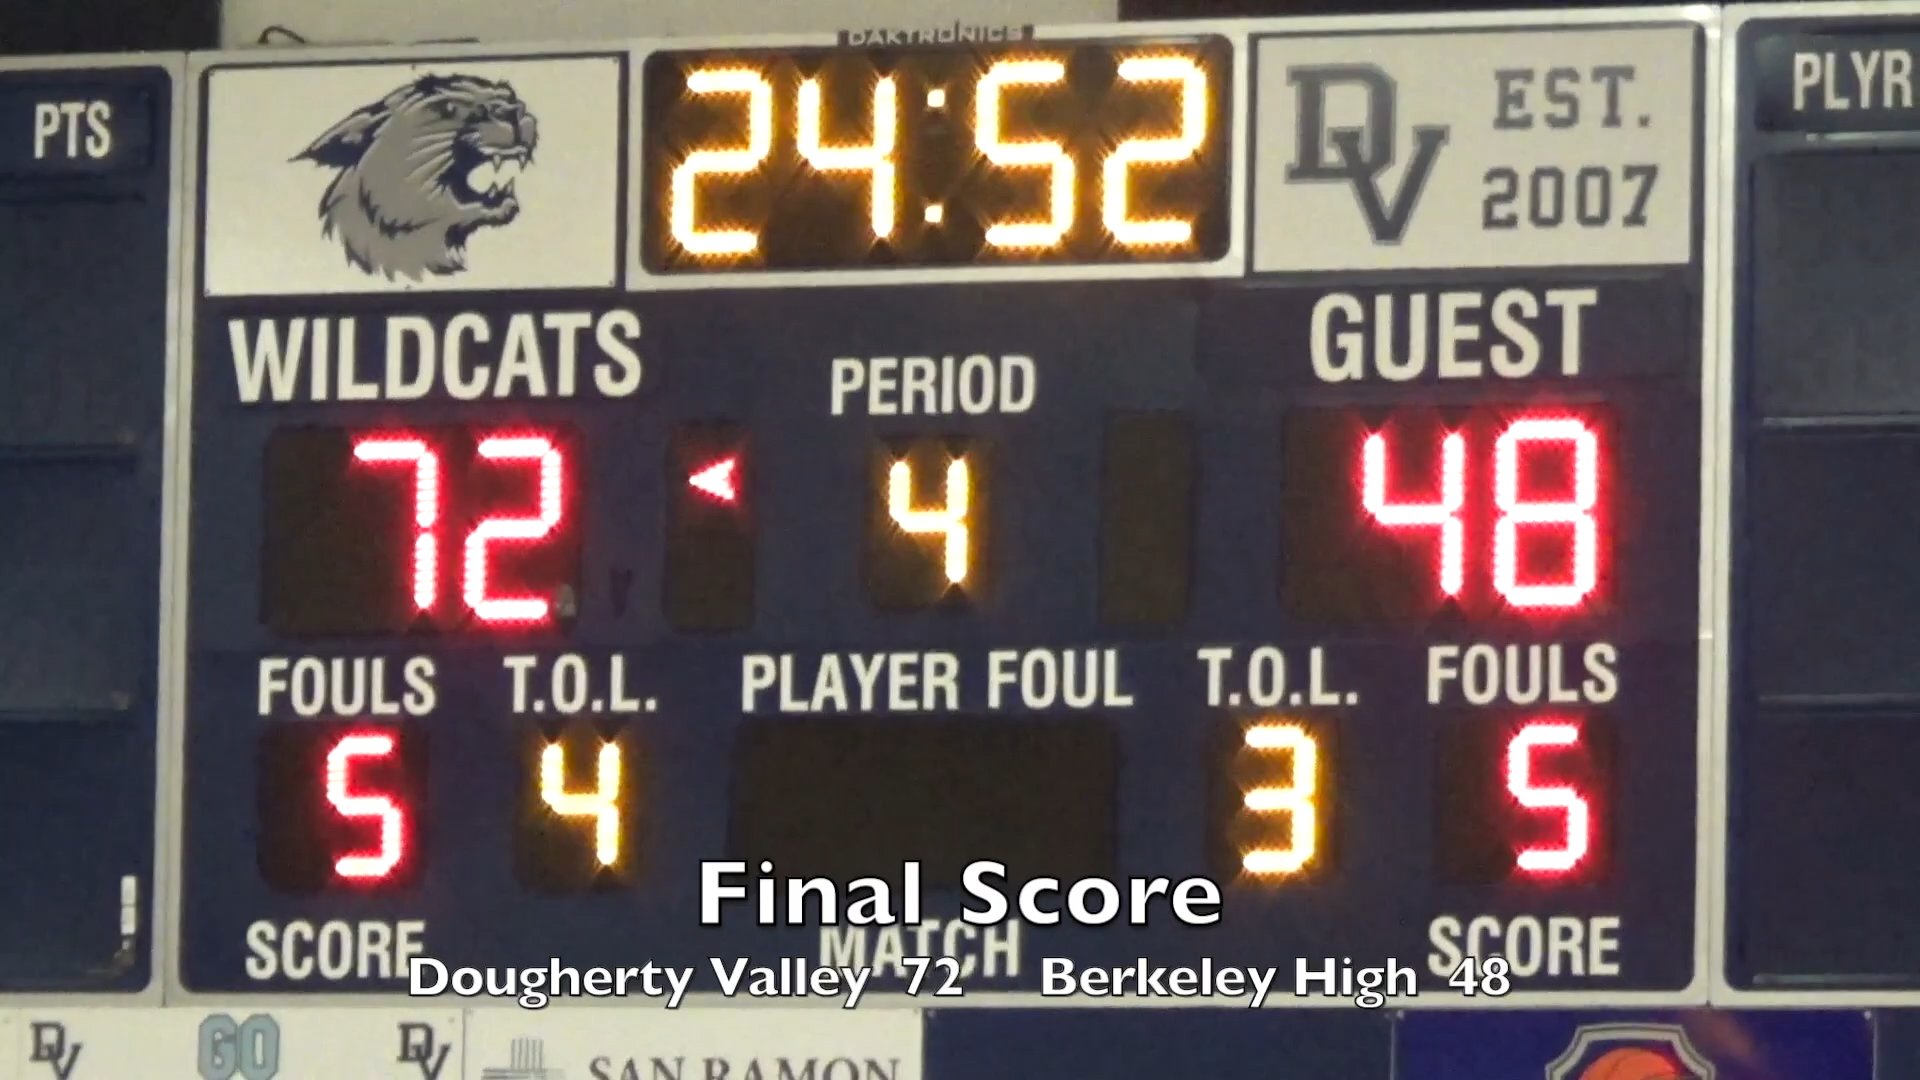 DAKTRONICS
PTS
24:52
DV EST. 2007
PLYR
WILDCATS
PERIOD
GUEST
72
4
48
FOULS T.O.L. PLAYER FOUL T.O.L. FOULS
5 4 3 5
Final Score
SCORE MATCH SCORE
Dougherty Valley 72 Berkeley High 48
DV GO DV
SAN RAMON